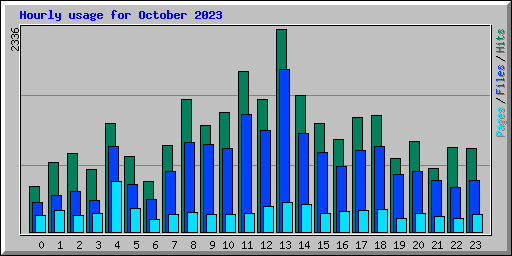 Hourly usage for October 2023
2336
Pages/Files/Hits
0 1 2 3 4 5 6 7 8 9 10 11 12 13 14 15 16 17 18 19 20 21 22 23